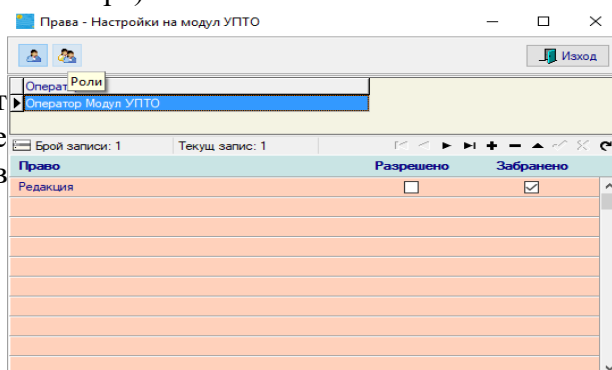 Права - Настройки на модул УПТО
Изход
Операт
Роли
Оператор Модул УПТО
Брой записи: 1 Текущ запис: 1
Право Разрешено Забранено
Редакция